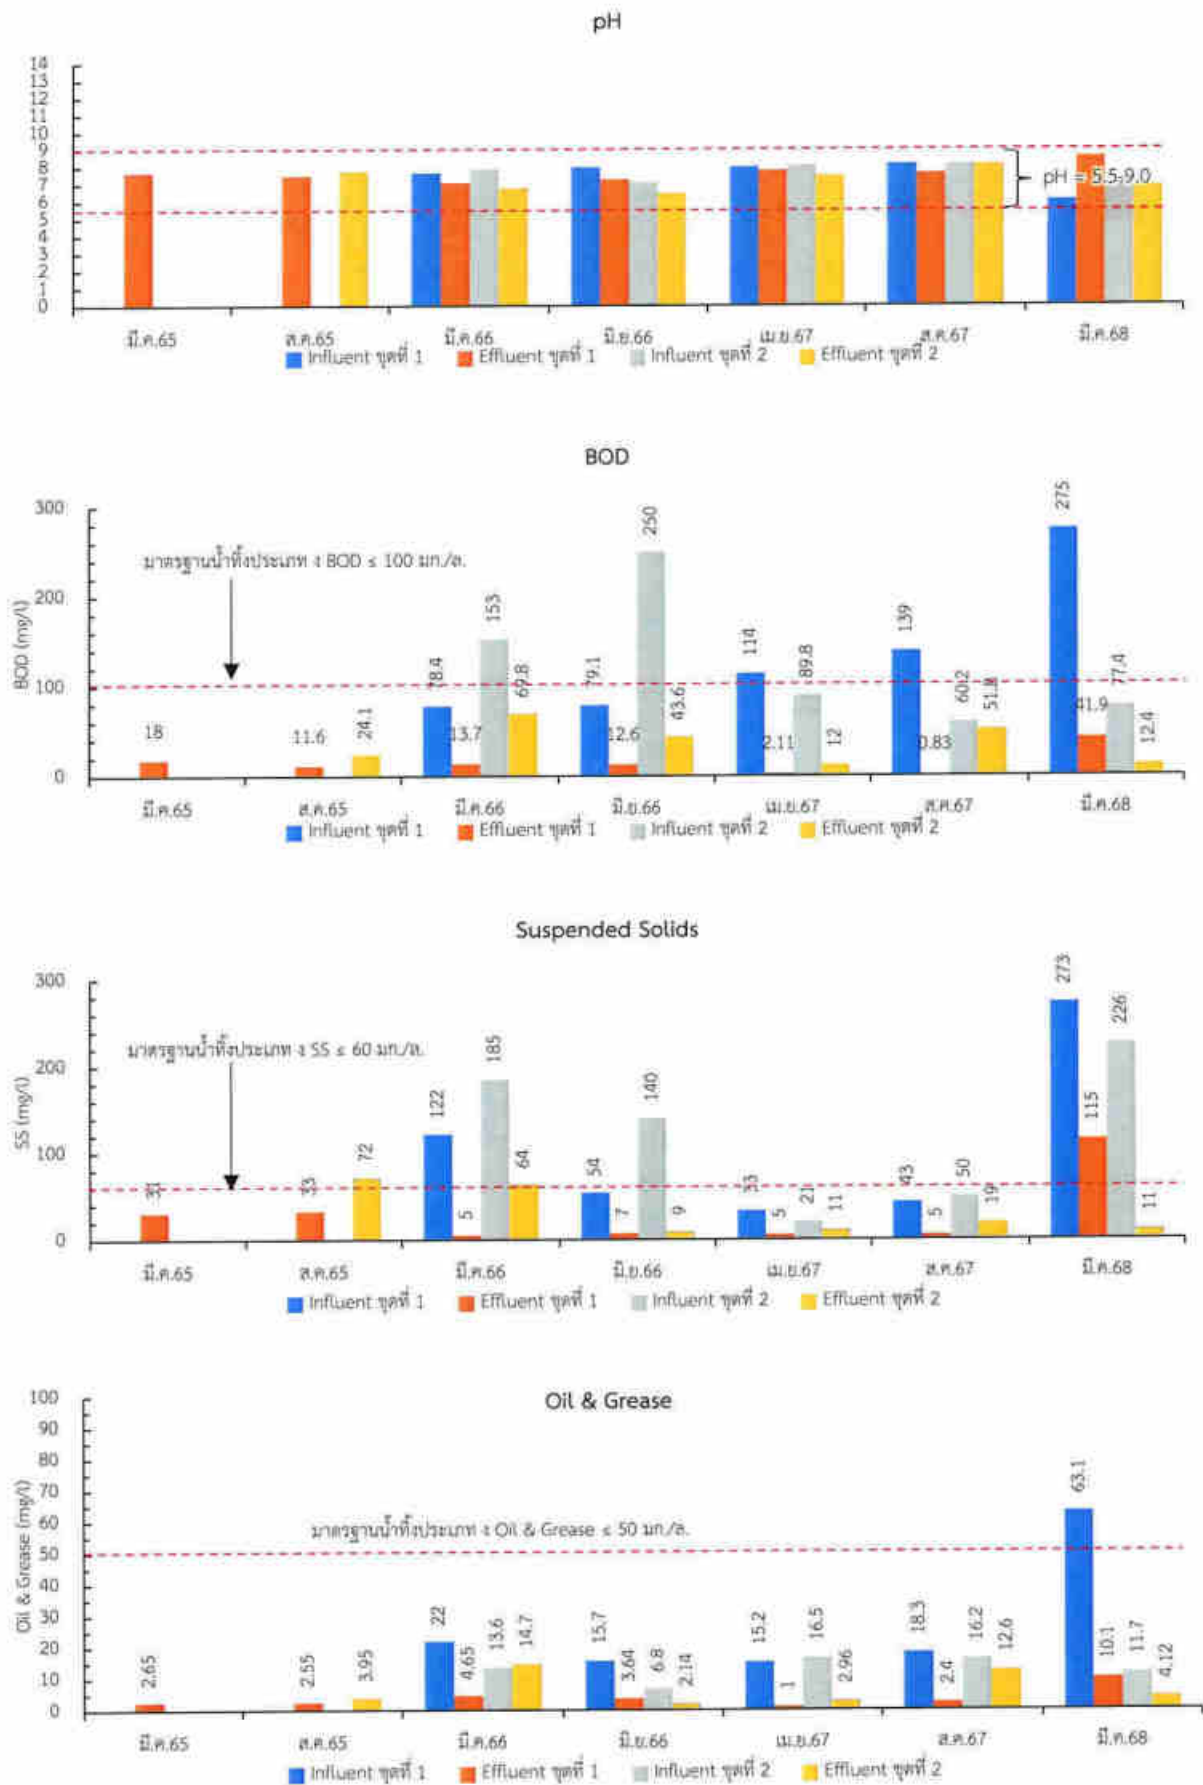 pH
14
13
12
11
10
9
8
7
6
5
4
3
2
1
0
pH = 5.5-9.0
มี.ค.65 ส.ค.65 มี.ค.66 มิ.ย.66 เม.ย.67 ส.ค.67 มี.ค.68
Influent ชุดที่ 1 Effluent ชุดที่ 1 Influent ชุดที่ 2 Effluent ชุดที่ 2
BOD
BOD (mg/l)
300
200
100
0
มาตรฐานน้ำทิ้งประเภท ง BOD ≤ 100 มก./ล.
18 11.6 24.1 78.4 13.7 153 69.8 79.1 12.6 250 43.6 114 2.11 89.8 12 139 0.83 60.2 51.8 275 41.9 77.4 12.4
มี.ค.65 ส.ค.65 มี.ค.66 มิ.ย.66 เม.ย.67 ส.ค.67 มี.ค.68
Influent ชุดที่ 1 Effluent ชุดที่ 1 Influent ชุดที่ 2 Effluent ชุดที่ 2
Suspended Solids
SS (mg/l)
300
200
100
0
มาตรฐานน้ำทิ้งประเภท ง SS ≤ 60 มก./ล.
31 33 72 122 5 185 64 54 7 140 9 33 5 21 11 43 5 50 19 273 115 226 11
มี.ค.65 ส.ค.65 มี.ค.66 มิ.ย.66 เม.ย.67 ส.ค.67 มี.ค.68
Influent ชุดที่ 1 Effluent ชุดที่ 1 Influent ชุดที่ 2 Effluent ชุดที่ 2
Oil & Grease
Oil & Grease (mg/l)
100
90
80
70
60
50
40
30
20
10
0
มาตรฐานน้ำทิ้งประเภท ง Oil & Grease ≤ 50 มก./ล.
2.65 2.55 3.95 22 4.65 13.6 14.7 15.7 3.64 6.8 2.14 15.2 1 16.5 2.96 18.3 2.4 16.2 12.6 63.1 10.1 11.7 4.12
มี.ค.65 ส.ค.65 มี.ค.66 มิ.ย.66 เม.ย.67 ส.ค.67 มี.ค.68
Influent ชุดที่ 1 Effluent ชุดที่ 1 Influent ชุดที่ 2 Effluent ชุดที่ 2